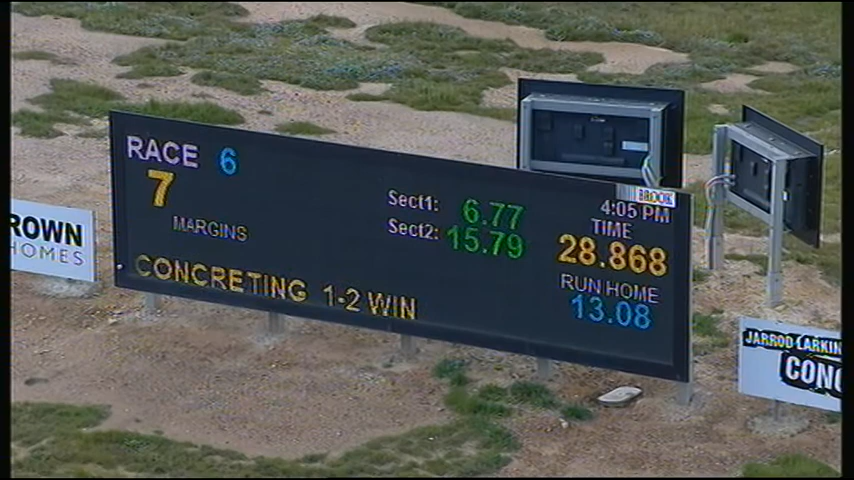 BROOK
RACE 6
7
MARGINS
Sect1: 6.77
Sect2: 15.79
4:05 PM
TIME
28.868
RUN HOME
13.08
CONCRETING 1-2 WIN
ROWN
HOMES
JARROD LARKIN
CONC